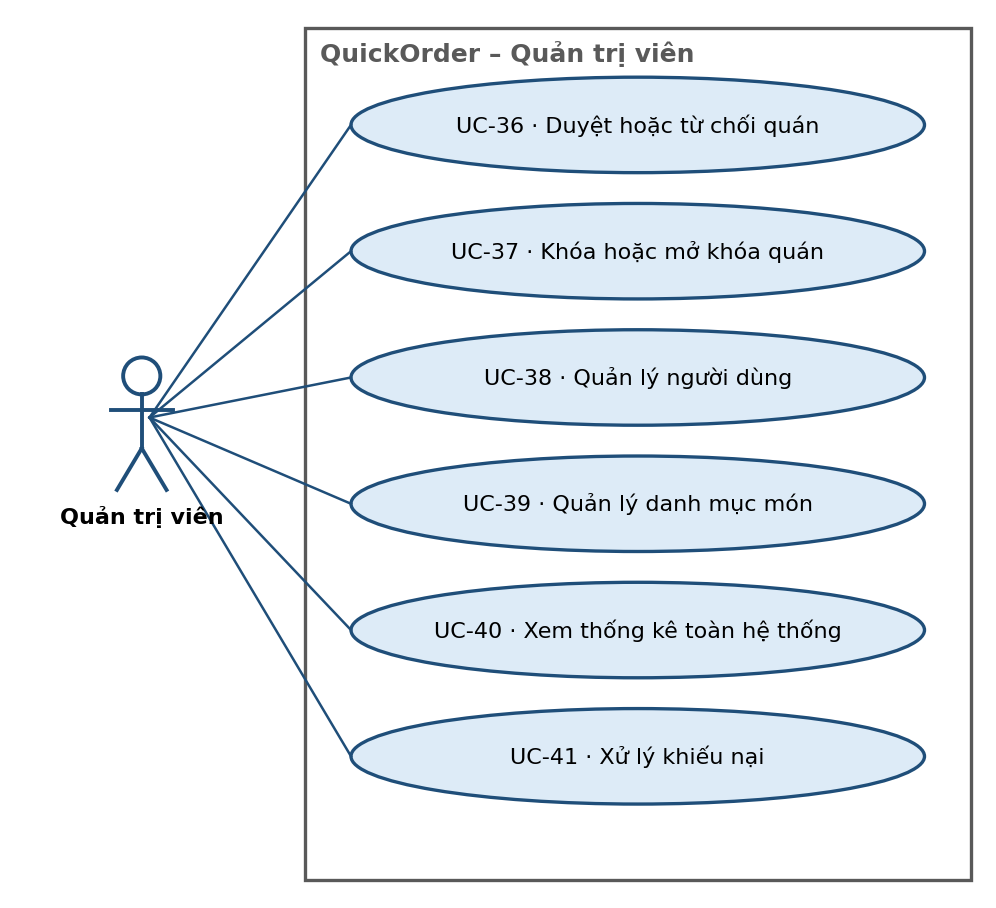 QuickOrder – Quản trị viên
UC-36 · Duyệt hoặc từ chối quán
UC-37 · Khóa hoặc mở khóa quán
UC-38 · Quản lý người dùng
UC-39 · Quản lý danh mục món
Quản trị viên
UC-40 · Xem thống kê toàn hệ thống
UC-41 · Xử lý khiếu nại